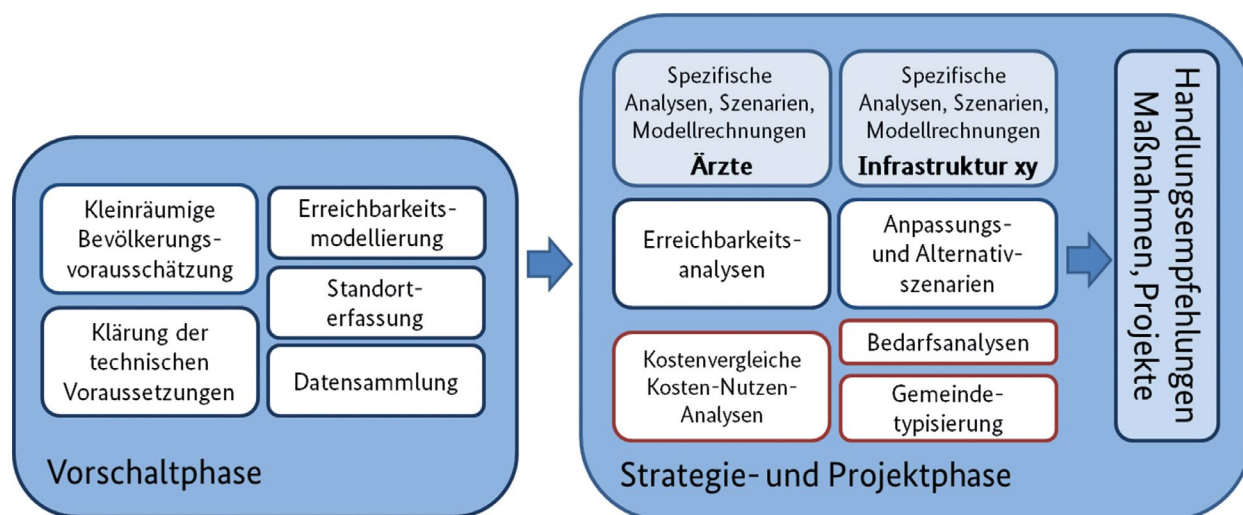 Kleinräumige
Bevölkerungs-
vorausschätzung
Klärung der
technischen
Voraussetzungen
Erreichbarkeits-
modellierung
Standort-
erfassung
Datensammlung
Vorschaltphase
Spezifische
Analysen, Szenarien,
Modellrechnungen
Ärzte
Spezifische
Analysen, Szenarien,
Modellrechnungen
Infrastruktur xy
Erreichbarkeits-
analysen
Anpassungs-
und Alternativ-
szenarien
Kostenvergleiche
Kosten-Nutzen-
Analysen
Bedarfsanalysen
Gemeinde-
typisierung
Strategie- und Projektphase
Handlungsempfehlungen
Maßnahmen, Projekte